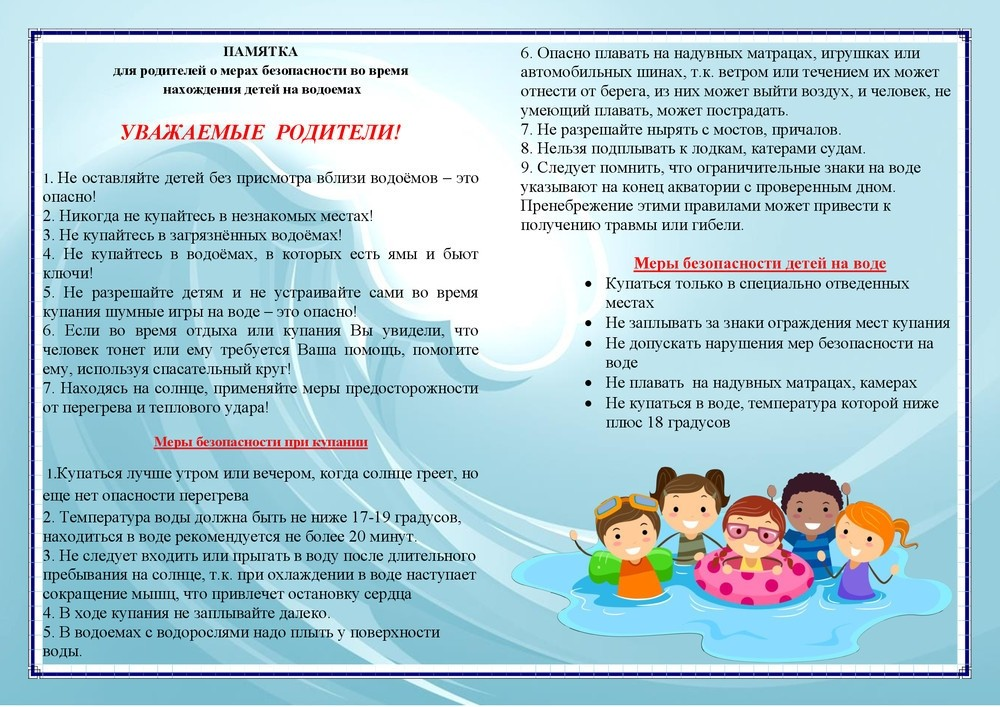 ПАМЯТКА
для родителей о мерах безопасности во время
нахождения детей на водоемах
УВАЖАЕМЫЕ РОДИТЕЛИ!
1. Не оставляйте детей без присмотра вблизи водоёмов – это
опасно!
2. Никогда не купайтесь в незнакомых местах!
3. Не купайтесь в загрязнённых водоёмах!
4. Не купайтесь в водоёмах, в которых есть ямы и бьют
ключи!
5. Не разрешайте детям и не устраивайте сами во время
купания шумные игры на воде – это опасно!
6. Если во время отдыха или купания Вы увидели, что
человек тонет или ему требуется Ваша помощь, помогите
ему, используя спасательный круг!
7. Находясь на солнце, применяйте меры предосторожности
от перегрева и теплового удара!
Меры безопасности при купании
1.Купаться лучше утром или вечером, когда солнце греет, но
еще нет опасности перегрева
2. Температура воды должна быть не ниже 17-19 градусов,
находиться в воде рекомендуется не более 20 минут.
3. Не следует входить или прыгать в воду после длительного
пребывания на солнце, т.к. при охлаждении в воде наступает
сокращение мышц, что привлечет остановку сердца
4. В ходе купания не заплывайте далеко.
5. В водоемах с водорослями надо плыть у поверхности
воды.
6. Опасно плавать на надувных матрацах, игрушках или
автомобильных шинах, т.к. ветром или течением их может
отнести от берега, из них может выйти воздух, и человек, не
умеющий плавать, может пострадать.
7. Не разрешайте нырять с мостов, причалов.
8. Нельзя подплывать к лодкам, катерами судам.
9. Следует помнить, что ограничительные знаки на воде
указывают на конец акватории с проверенным дном.
Пренебрежение этими правилами может привести к
получению травмы или гибели.
Меры безопасности детей на воде
• Купаться только в специально отведенных
местах
• Не заплывать за знаки ограждения мест купания
• Не допускать нарушения мер безопасности на
воде
• Не плавать на надувных матрацах, камерах
• Не купаться в воде, температура которой ниже
плюс 18 градусов